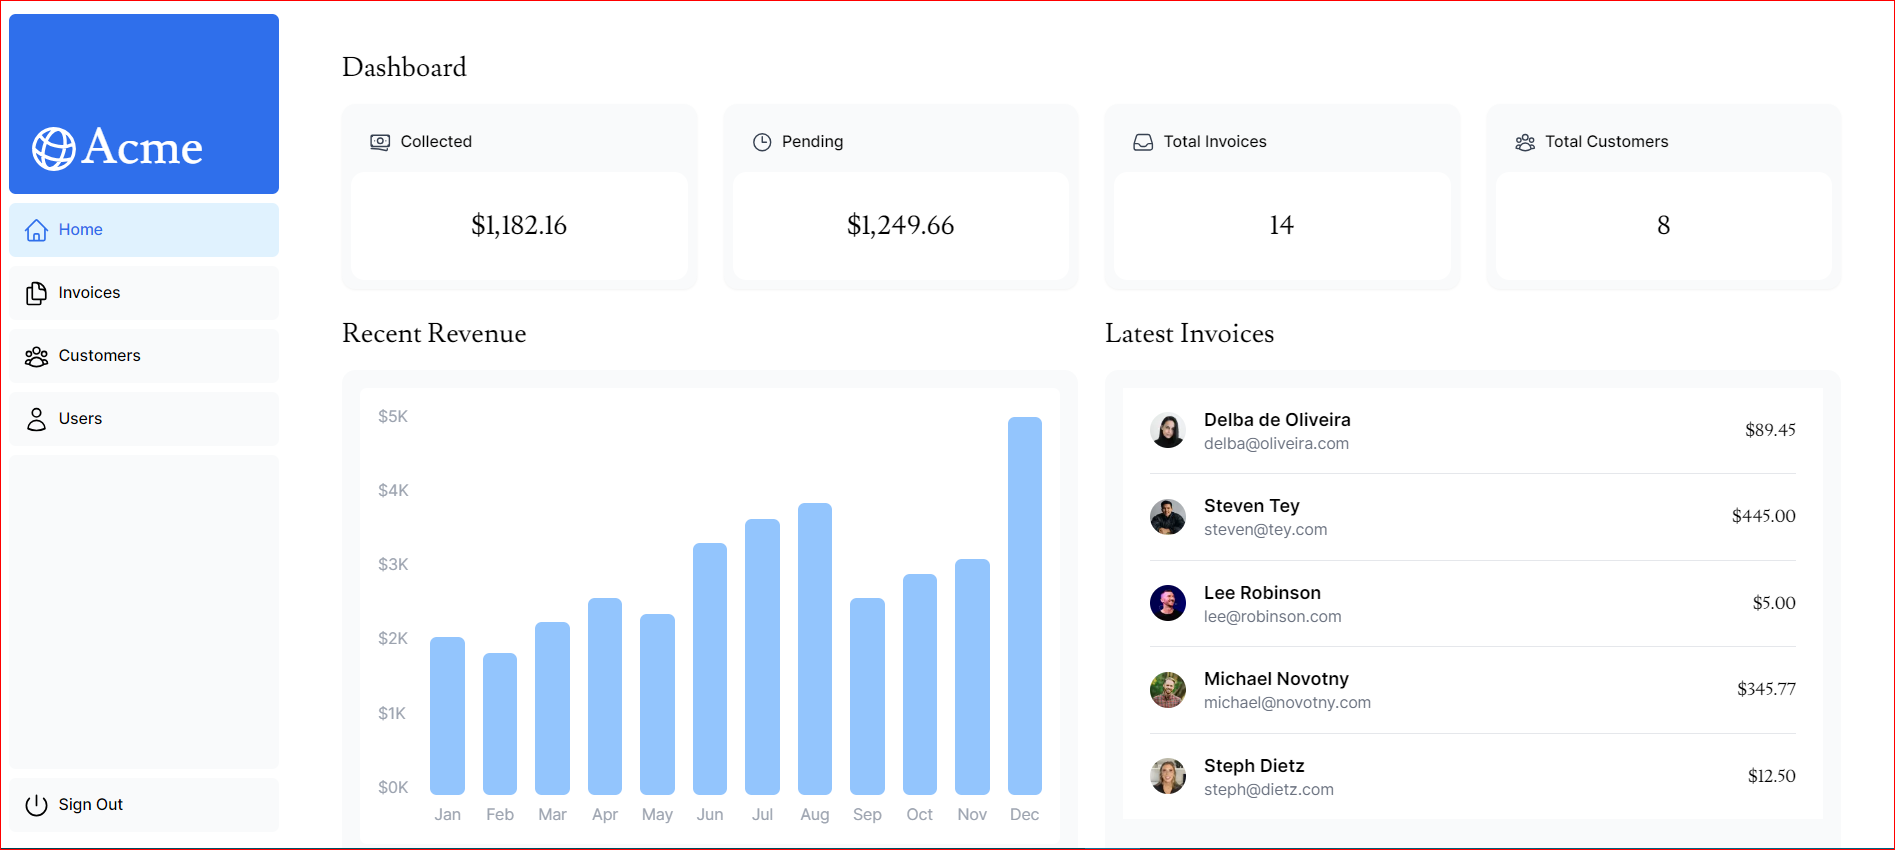 Acme
Home
Invoices
Customers
Users
Sign Out
Dashboard
Collected
$1,182.16
Pending
$1,249.66
Total Invoices
14
Total Customers
8
Recent Revenue
$5K
$4K
$3K
$2K
$1K
$0K
Jan Feb Mar Apr May Jun Jul Aug Sep Oct Nov Dec
Latest Invoices
Delba de Oliveira
delba@oliveira.com
$89.45
Steven Tey
steven@tey.com
$445.00
Lee Robinson
lee@robinson.com
$5.00
Michael Novotny
michael@novotny.com
$345.77
Steph Dietz
steph@dietz.com
$12.50